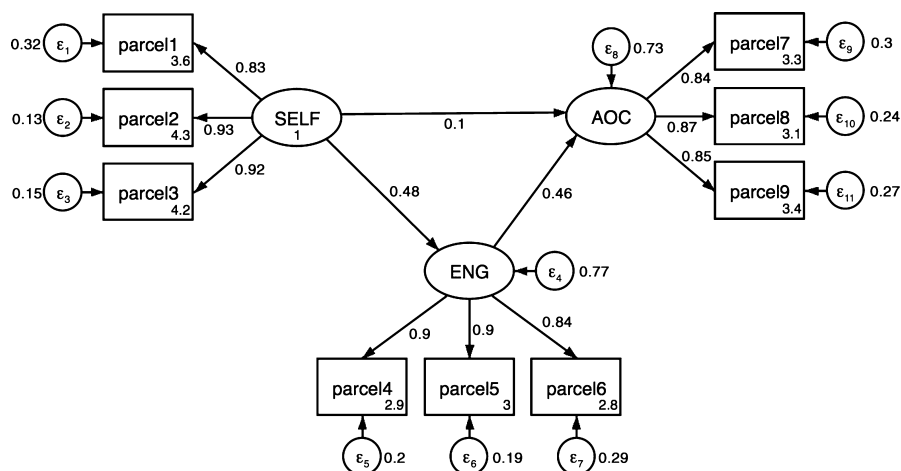 0.32 ε1 parcel1 3.6
0.83
ε8 0.73
parcel7 3.3 ε9 0.3
0.84
0.13 ε2 parcel2 4.3
0.93
SELF 1
0.1
AOC
0.87
parcel8 3.1 ε10 0.24
0.92
0.85
0.15 ε3 parcel3 4.2
0.48
0.46
parcel9 3.4 ε11 0.27
ENG
ε4 0.77
0.9
0.9
0.84
parcel4 2.9
parcel5 3
parcel6 2.8
ε5 0.2
ε6 0.19
ε7 0.29